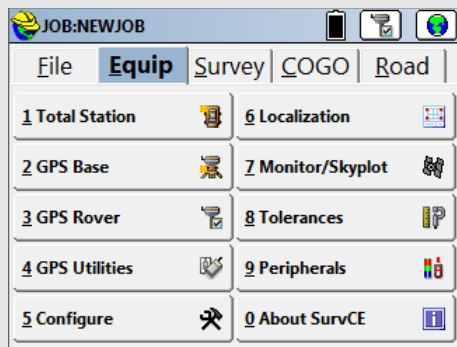 JOB:NEWJOB
File Equip Survey COGO Road
1 Total Station
6 Localization
2 GPS Base
7 Monitor/Skyplot
3 GPS Rover
8 Tolerances
4 GPS Utilities
9 Peripherals
5 Configure
0 About SurvCE